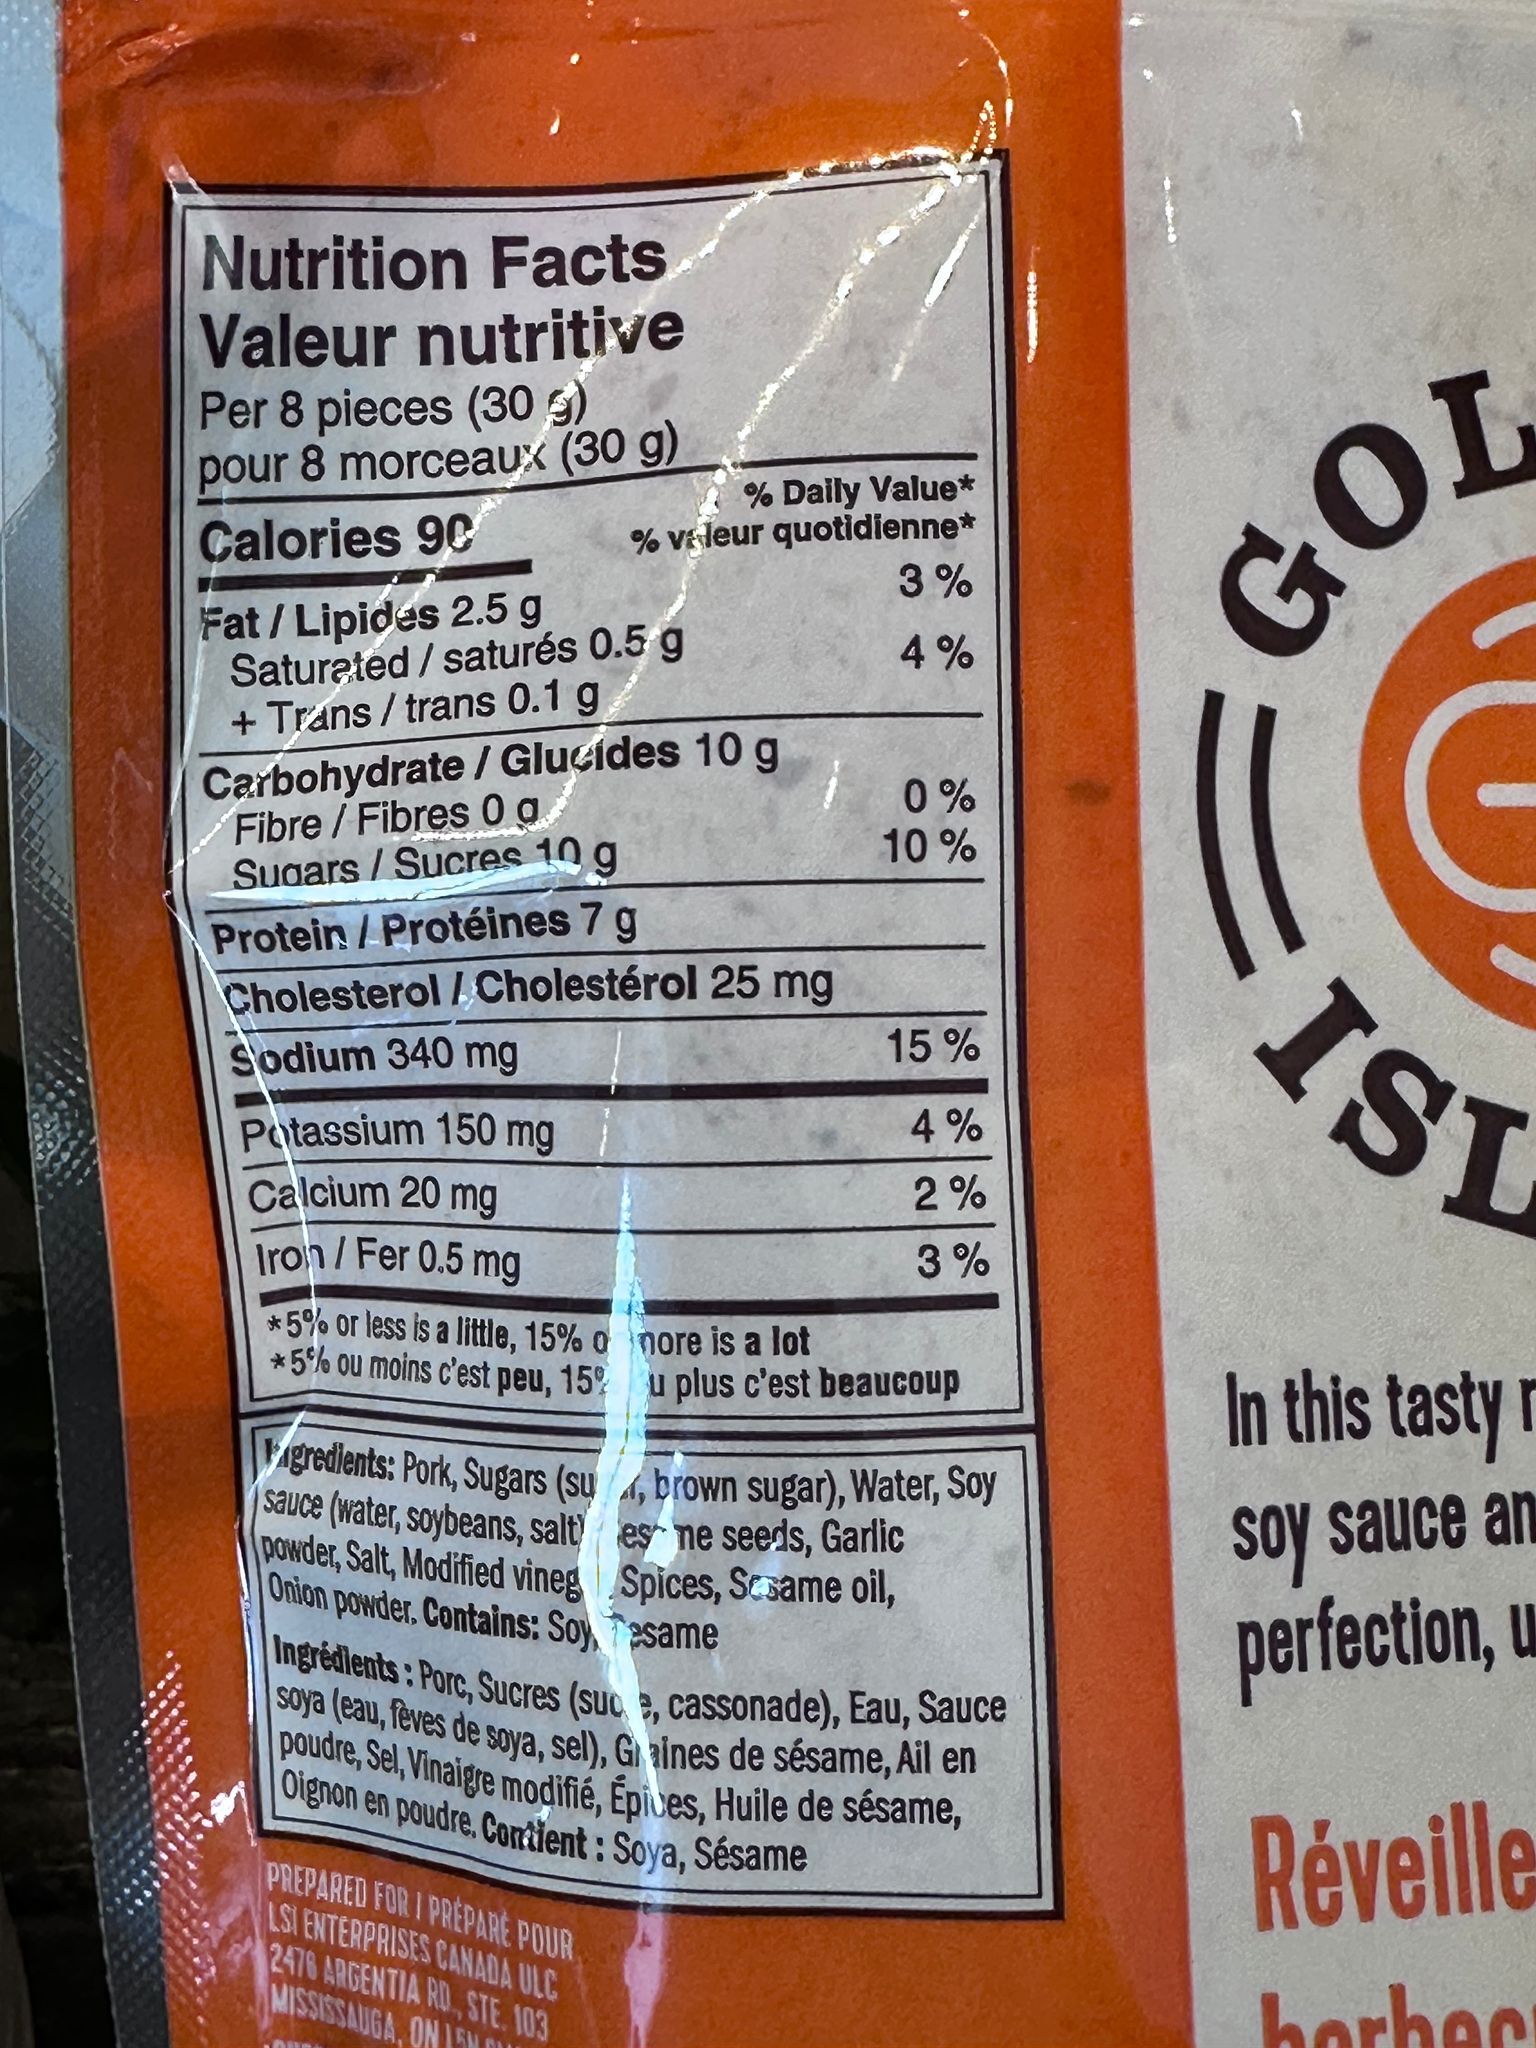 Nutrition Facts
Valeur nutritive
Per 8 pieces (30 g)
pour 8 morceaux (30 g)
% Daily Value*
Calories 90 % valeur quotidienne*
Fat / Lipides 2.5 g 3 %
Saturated / saturés 0.5 g 4 %
+ Trans / trans 0.1 g
Carbohydrate / Glucides 10 g
Fibre / Fibres 0 g 0 %
Sugars / Sucres 10 g 10 %
Protein / Protéines 7 g
Cholesterol / Cholestérol 25 mg
Sodium 340 mg 15 %
Potassium 150 mg 4 %
Calcium 20 mg 2 %
Iron / Fer 0.5 mg 3 %
*5% or less is a little, 15% or more is a lot
*5% ou moins c'est peu, 15% ou plus c'est beaucoup
Ingredients: Pork, Sugars (sugar, brown sugar), Water, Soy
sauce (water, soybeans, salt), Sesame seeds, Garlic
powder, Salt, Modified vinegar, Spices, Sesame oil,
Onion powder. Contains: Soy, Sesame
Ingrédients : Porc, Sucres (sucre, cassonade), Eau, Sauce
soya (eau, fèves de soya, sel), Graines de sésame, Ail en
poudre, Sel, Vinaigre modifié, Épices, Huile de sésame,
Oignon en poudre. Contient : Soya, Sésame
PREPARED FOR / PRÉPARÉ POUR
LSI ENTERPRISES CANADA ULC
2476 ARGENTIA RD., STE. 103
MISSISSAUGA, ON
GOL
ISL
In this tasty
soy sauce
perfection,
Réveille